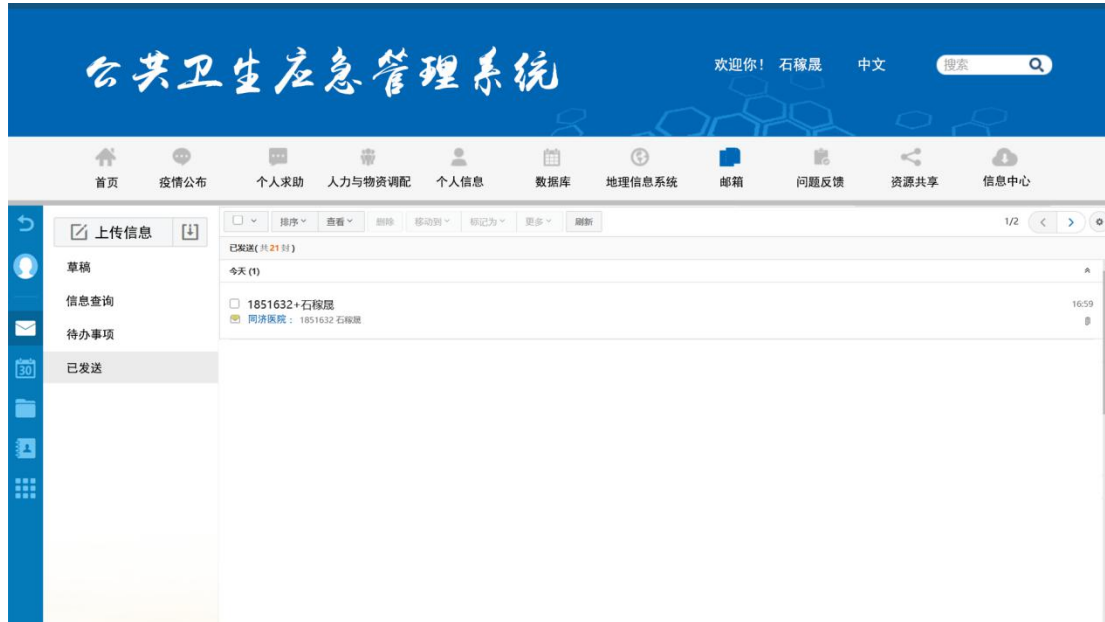 公共卫生应急管理系统
欢迎你！ 石稼晟 中文 搜索
首页 疫情公布 个人求助 人力与物资调配 个人信息 数据库 地理信息系统 邮箱 问题反馈 资源共享 信息中心
上传信息
草稿
信息查询
待办事项
已发送
30
排序 查看 删除 移动到 标记为 更多 刷新 1/2
已发送(共21封)
今天 (1)
1851632+石稼晟 16:59
同济医院： 1851632 石稼晟